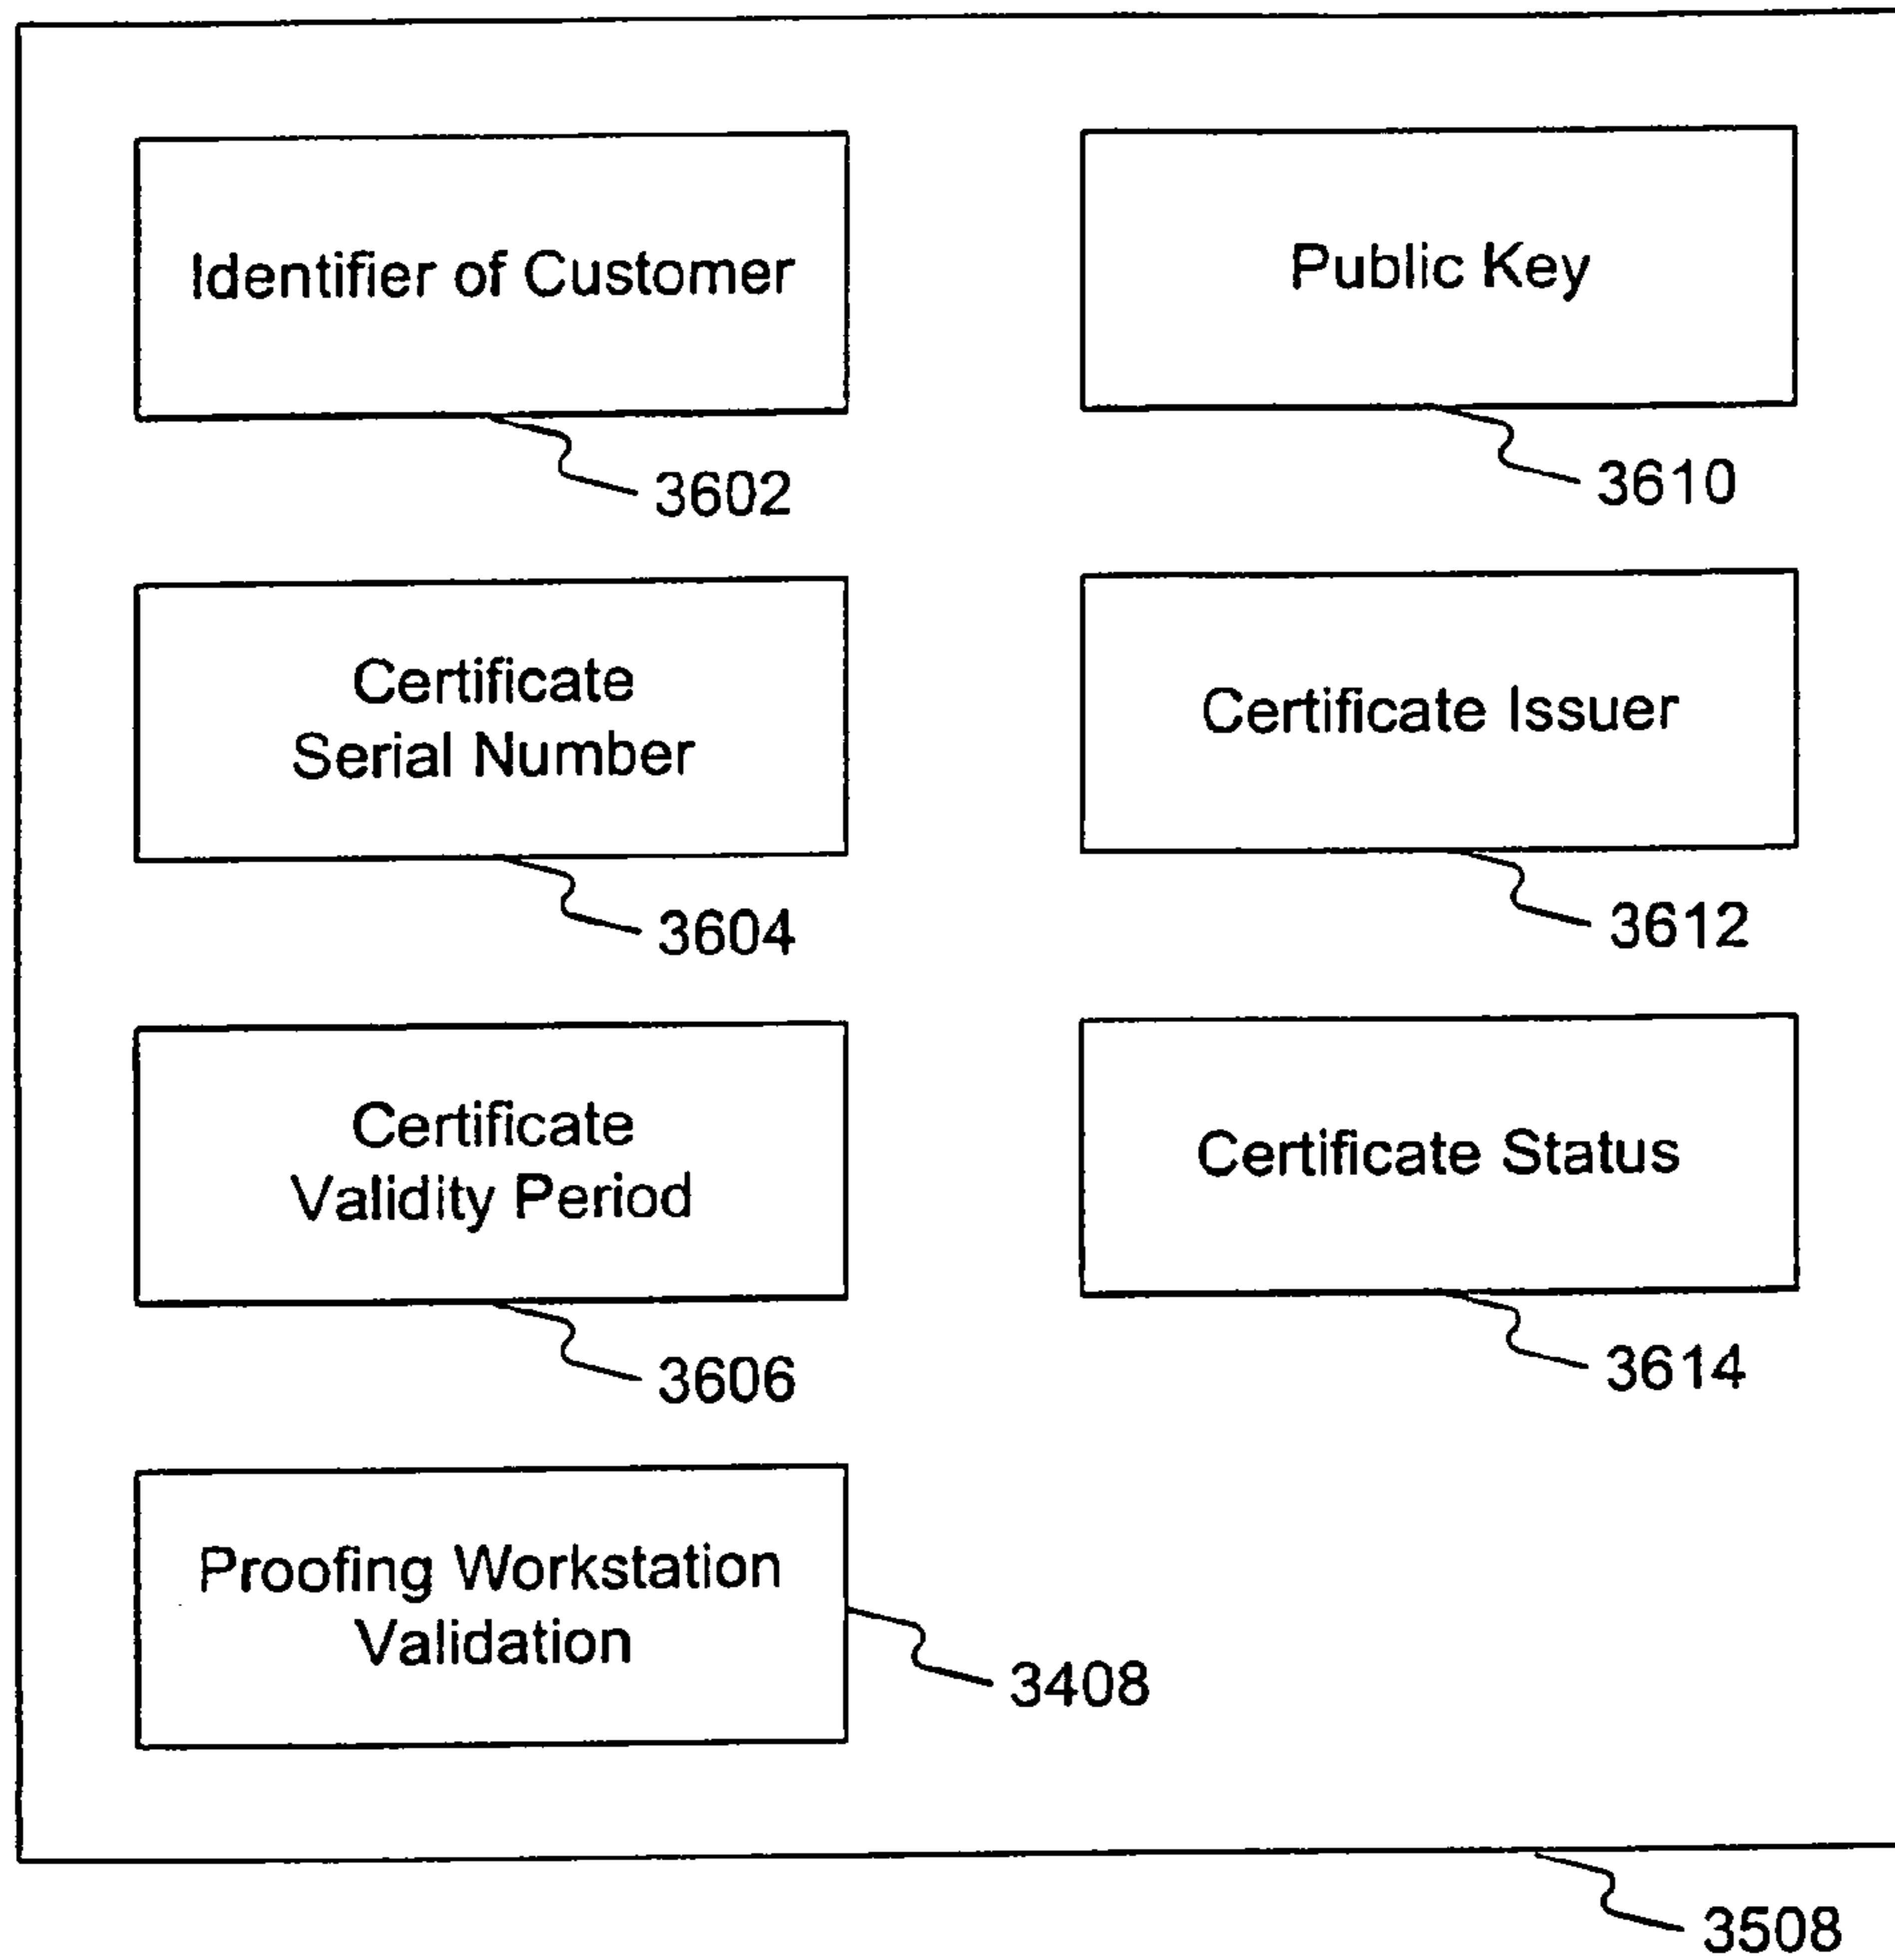 Identifier of Customer
3602
Public Key
3610
Certificate
Serial Number
3604
Certificate Issuer
3612
Certificate
Validity Period
3606
Certificate Status
3614
Proofing Workstation
Validation
3408
3508